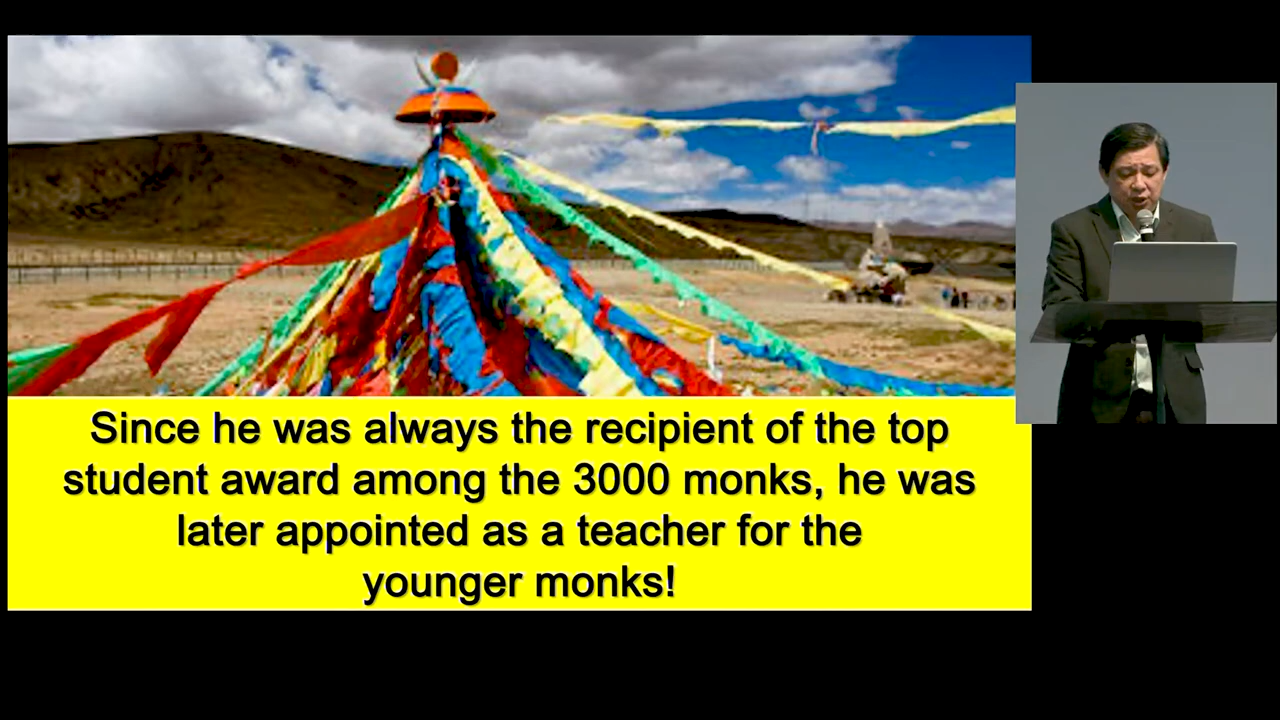 Since he was always the recipient of the top
student award among the 3000 monks, he was
later appointed as a teacher for the
younger monks!